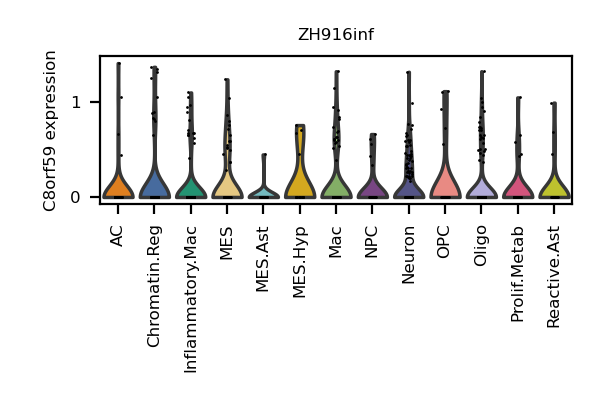 ZH916inf
C8orf59 expression
1
0
AC
Chromatin.Reg
Inflammatory.Mac
MES
MES.Ast
MES.Hyp
Mac
NPC
Neuron
OPC
Oligo
Prolif.Metab
Reactive.Ast